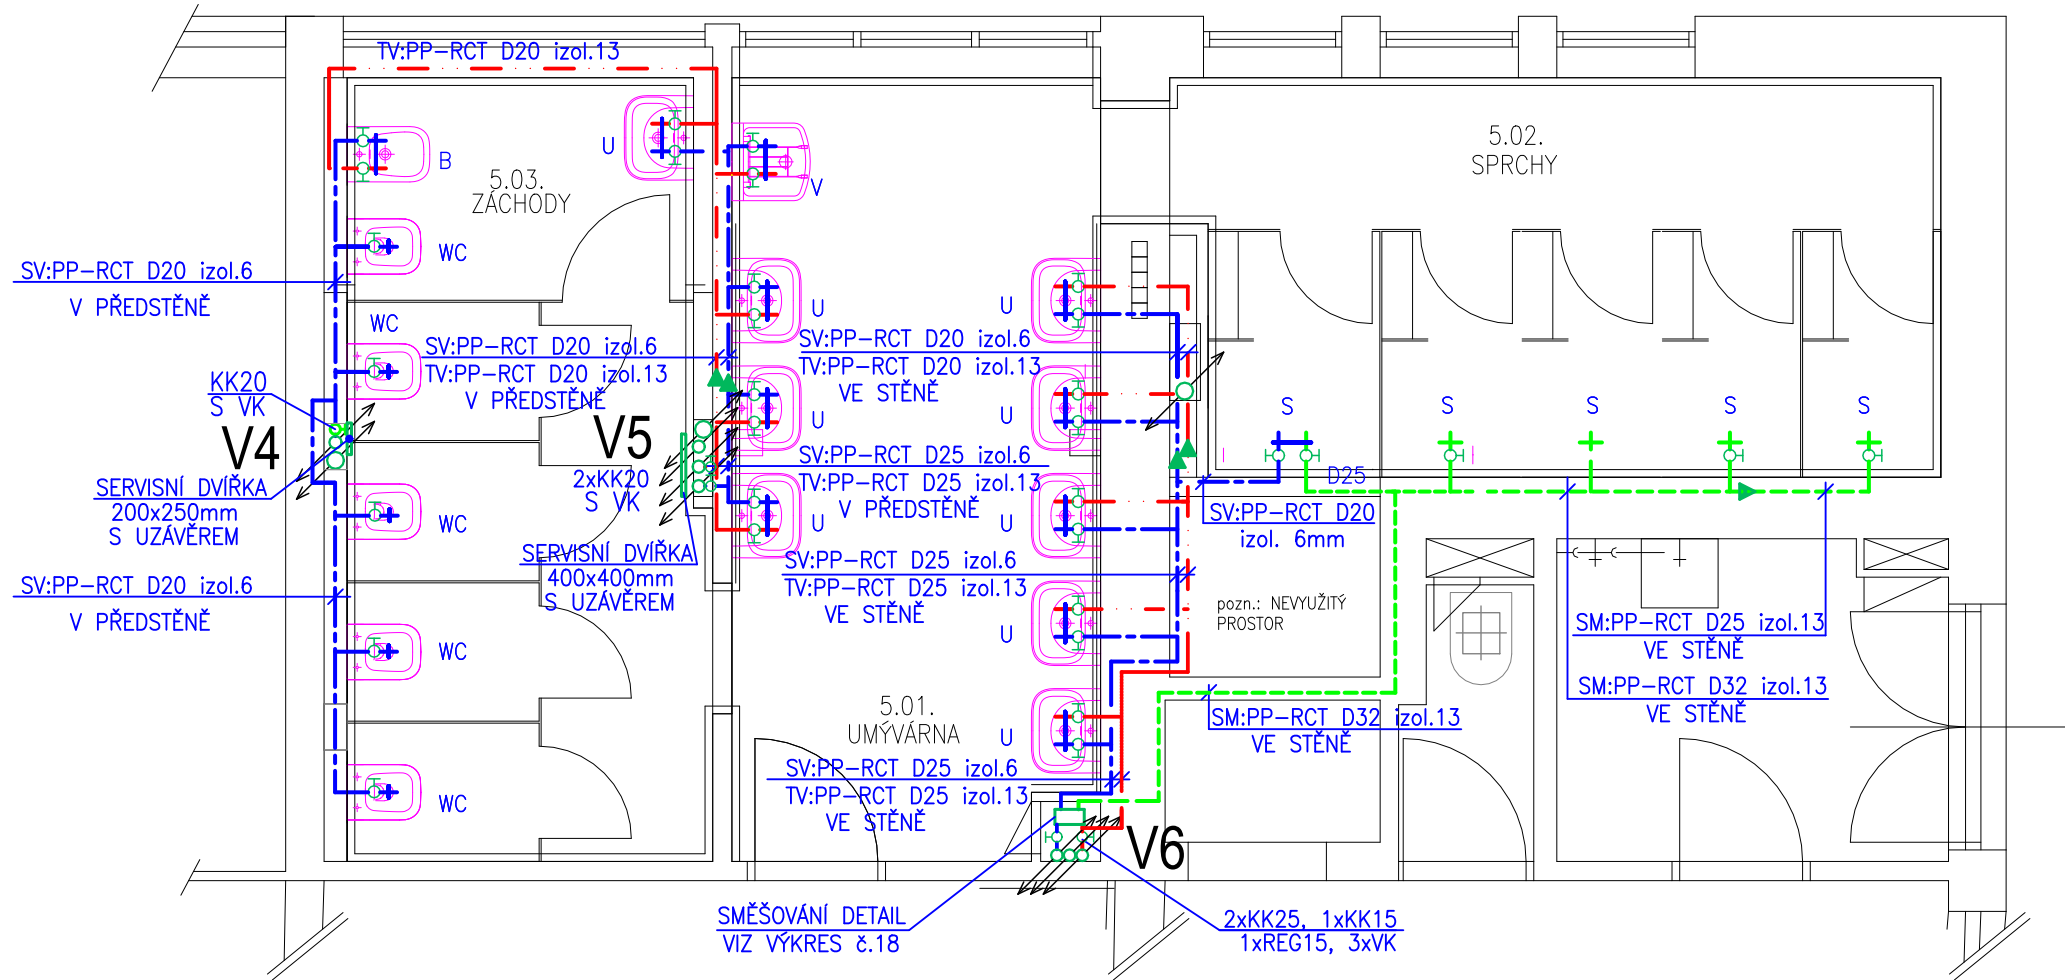 TV:PP-RCT D20 izol.13
B
U
V
5.03.
ZÁCHODY
5.02.
SPRCHY
WC
SV:PP-RCT D20 izol.6
V PŘEDSTĚNĚ
WC
SV:PP-RCT D20 izol.6
TV:PP-RCT D20 izol.13
V PŘEDSTĚNĚ
U
U
SV:PP-RCT D20 izol.6
TV:PP-RCT D20 izol.13
VE STĚNĚ
KK20
S VK
V4
V5
2xKK20
S VK
U
U
S
S
S
S
S
SV:PP-RCT D25 izol.6
TV:PP-RCT D25 izol.13
V PŘEDSTĚNĚ
D25
SERVISNÍ DVÍŘKA
200x250mm
S UZÁVĚREM
WC
U
U
SV:PP-RCT D20
izol. 6mm
SERVISNÍ DVÍŘKA
400x400mm
S UZÁVĚREM
SV:PP-RCT D25 izol.6
TV:PP-RCT D25 izol.13
VE STĚNĚ
SV:PP-RCT D20 izol.6
V PŘEDSTĚNĚ
pozn.: NEVYUŽITÝ
PROSTOR
U
WC
SM:PP-RCT D25 izol.13
VE STĚNĚ
SM:PP-RCT D32 izol.13
VE STĚNĚ
5.01.
UMÝVÁRNA
U
SM:PP-RCT D32 izol.13
VE STĚNĚ
SV:PP-RCT D25 izol.6
TV:PP-RCT D25 izol.13
VE STĚNĚ
WC
V6
SMĚŠOVÁNÍ DETAIL
VIZ VÝKRES č.18
2xKK25, 1xKK15
1xREG15, 3xVK